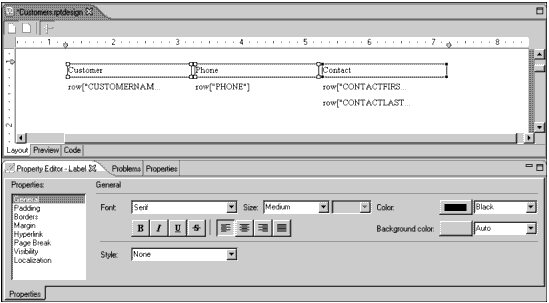 *Customers.rptdesign
1 2 3 4 5 6 7 8
Customer Phone Contact
row["CUSTOMERNAM... row["PHONE"] row["CONTACTFIRS...
row["CONTACTLAST...
2
Layout Preview Code
Property Editor - Label Problems Properties
Properties: General
General Font: Serif Size: Medium Color: Black
Padding
Borders
Margin B I U S Background color: Auto
Hyperlink
Page Break Style: None
Visibility
Localization
Properties